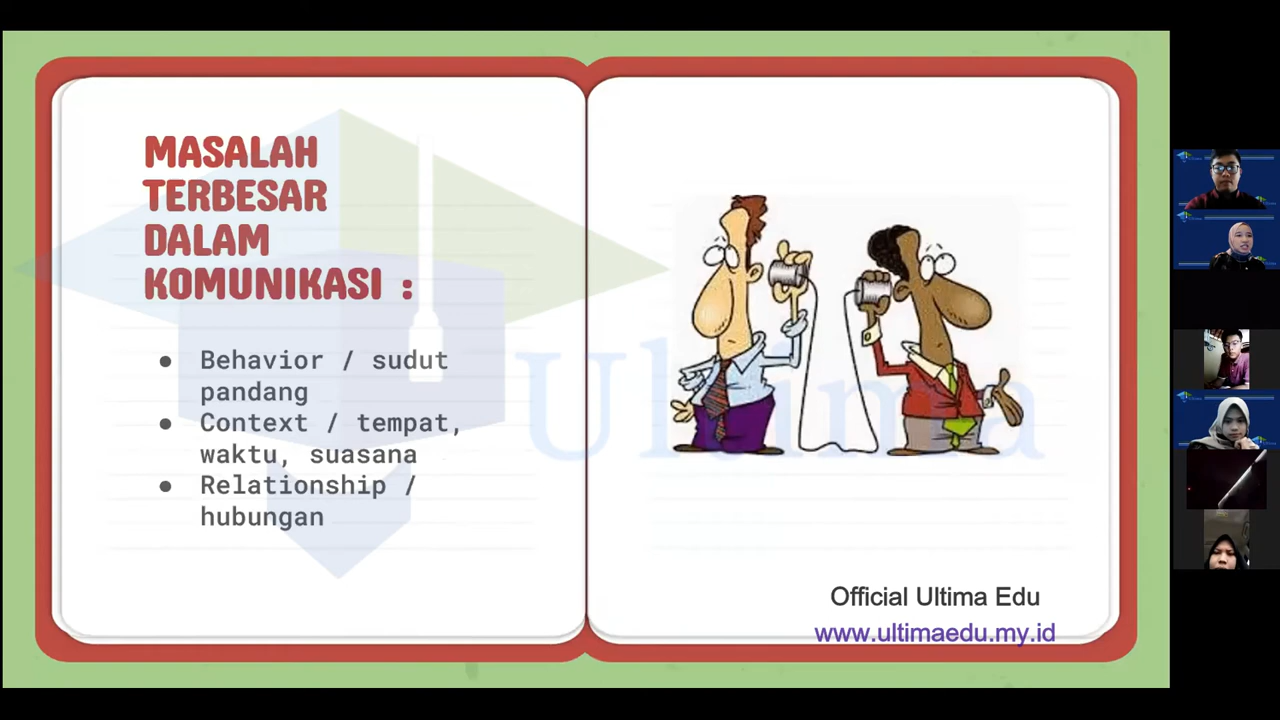 MASALAH
TERBESAR
DALAM
KOMUNIKASI :
● Behavior / sudut
pandang
● Context / tempat,
waktu, suasana
● Relationship /
hubungan
Ultima
Official Ultima Edu
www.ultimaedu.my.id